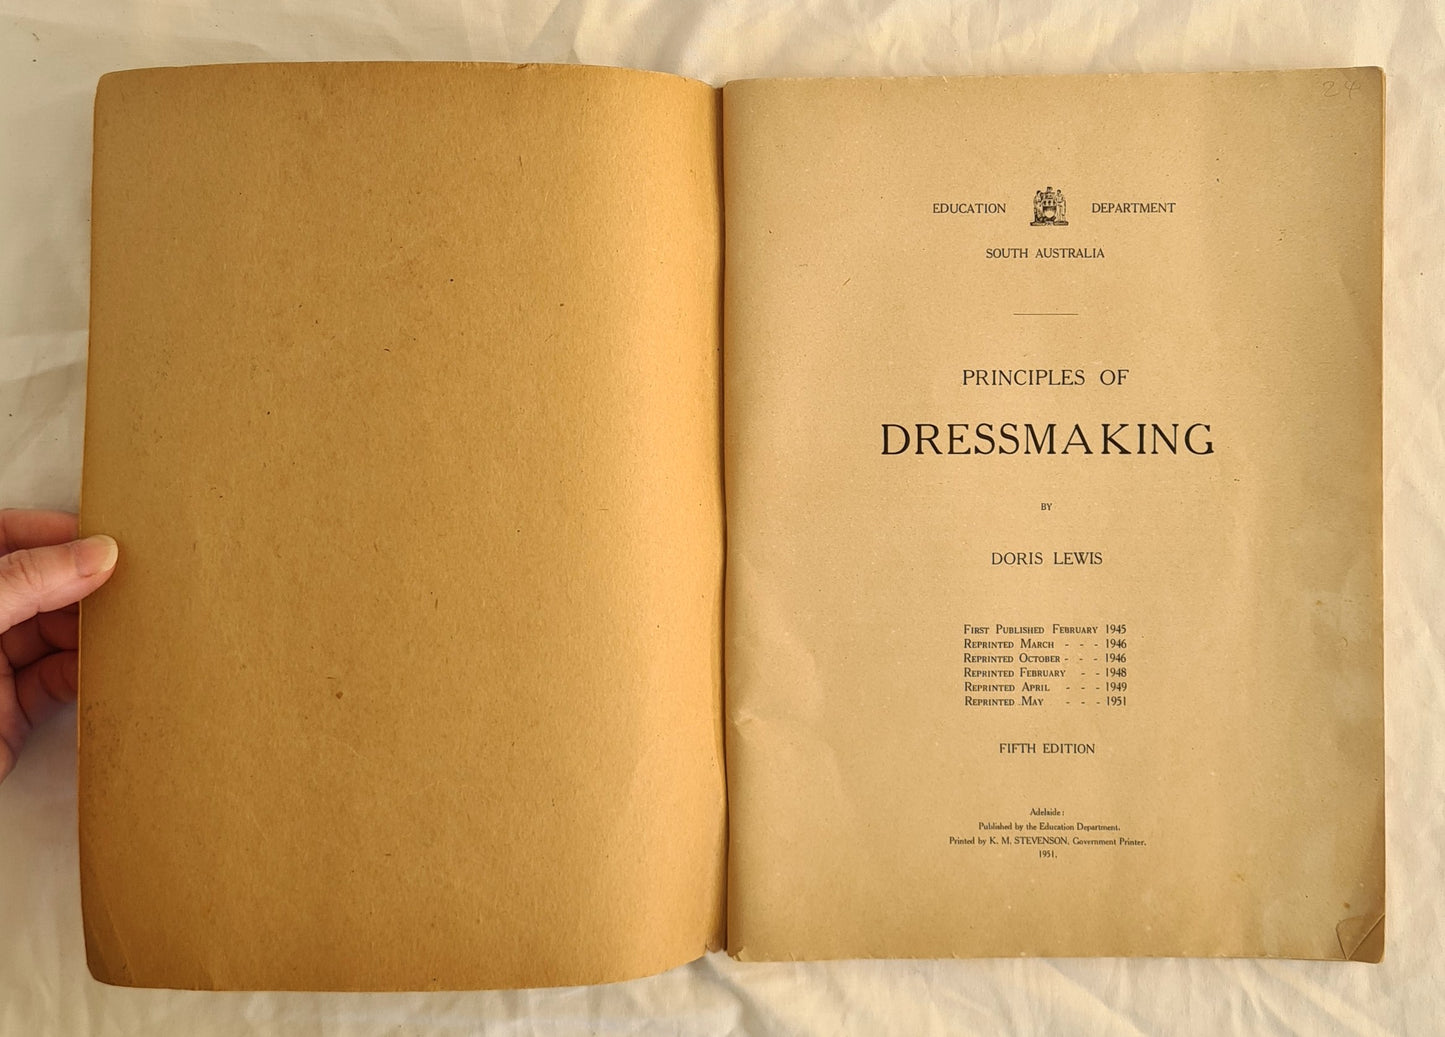 24
EDUCATION DEPARTMENT
SOUTH AUSTRALIA
PRINCIPLES OF
DRESSMAKING
BY
DORIS LEWIS
FIRST PUBLISHED FEBRUARY 1945
REPRINTED MARCH - - - 1946
REPRINTED OCTOBER - - - 1946
REPRINTED FEBRUARY - - 1948
REPRINTED APRIL - - - 1949
REPRINTED MAY - - - 1951
FIFTH EDITION
Adelaide:
Published by the Education Department.
Printed by K. M. STEVENSON, Government Printer.
1951.